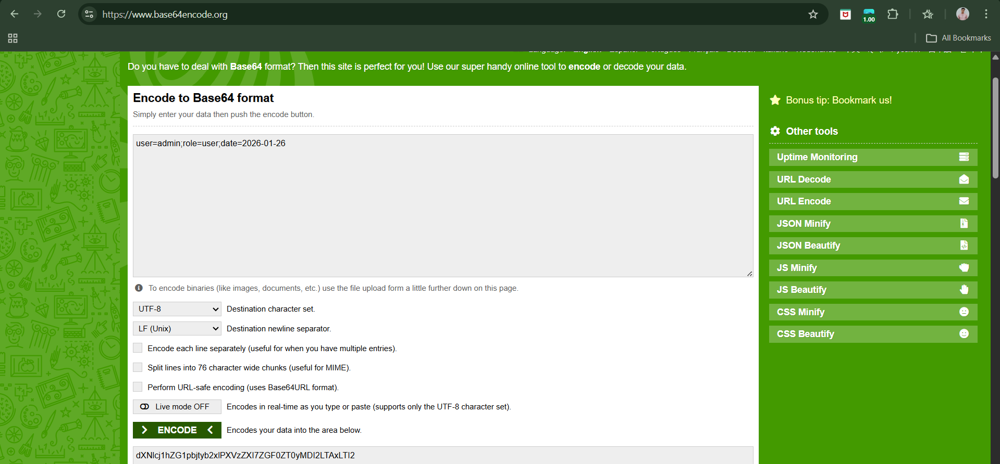 https://www.base64encode.org
1.00
All Bookmarks
Do you have to deal with Base64 format? Then this site is perfect for you! Use our super handy online tool to encode or decode your data.
Encode to Base64 format
Simply enter your data then push the encode button.
user=admin;role=user;date=2026-01-26
To encode binaries (like images, documents, etc.) use the file upload form a little further down on this page.
UTF-8 Destination character set.
LF (Unix) Destination newline separator.
Encode each line separately (useful for when you have multiple entries).
Split lines into 76 character wide chunks (useful for MIME).
Perform URL-safe encoding (uses Base64URL format).
Live mode OFF Encodes in real-time as you type or paste (supports only the UTF-8 character set).
ENCODE Encodes your data into the area below.
dXNlcj1hZG1pbjtyb2xlPXVzZXI7ZGF0ZT0yMDI2LTAxLTI2
Bonus tip: Bookmark us!
Other tools
Uptime Monitoring
URL Decode
URL Encode
JSON Minify
JSON Beautify
JS Minify
JS Beautify
CSS Minify
CSS Beautify